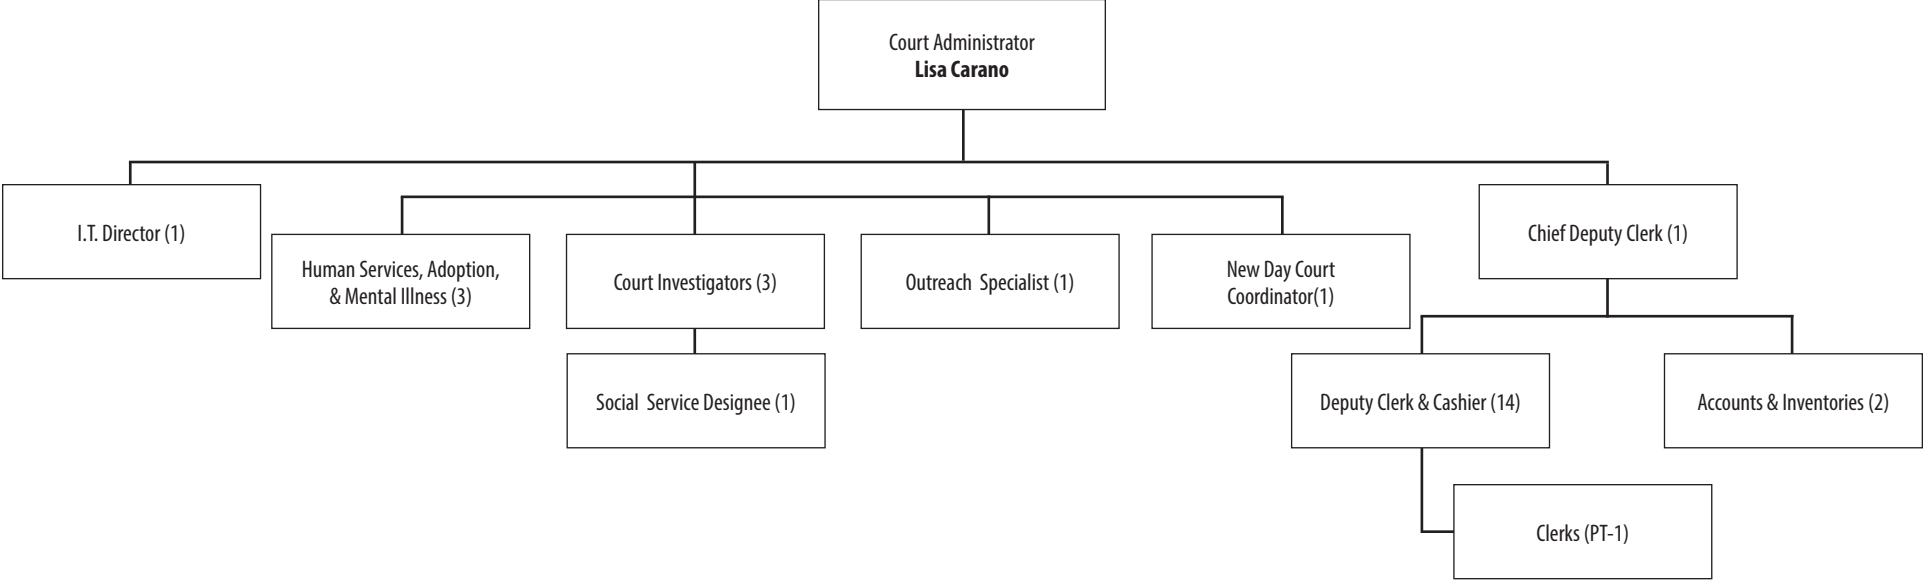 Court Administrator
Lisa Carano
I.T. Director (1)
Human Services, Adoption,
& Mental Illness (3)
Court Investigators (3)
Outreach Specialist (1)
New Day Court
Coordinator(1)
Chief Deputy Clerk (1)
Social Service Designee (1)
Deputy Clerk & Cashier (14)
Accounts & Inventories (2)
Clerks (PT-1)